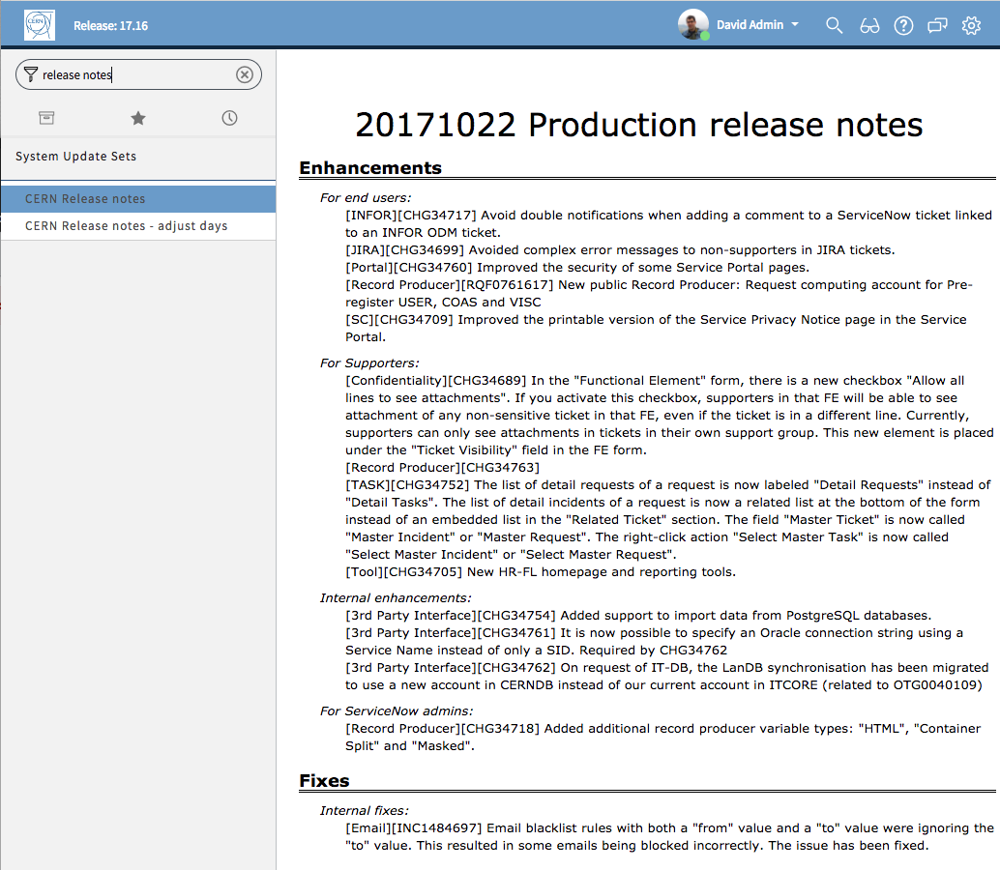 CERN
Release: 17.16
David Admin
release notes
System Update Sets
CERN Release notes
CERN Release notes - adjust days
20171022 Production release notes
Enhancements
For end users:
[INFOR][CHG34717] Avoid double notifications when adding a comment to a ServiceNow ticket linked
to an INFOR ODM ticket.
[JIRA][CHG34699] Avoided complex error messages to non-supporters in JIRA tickets.
[Portal][CHG34760] Improved the security of some Service Portal pages.
[Record Producer][RQF0761617] New public Record Producer: Request computing account for Pre-
register USER, COAS and VISC
[SC][CHG34709] Improved the printable version of the Service Privacy Notice page in the Service
Portal.
For Supporters:
[Confidentiality][CHG34689] In the "Functional Element" form, there is a new checkbox "Allow all
lines to see attachments". If you activate this checkbox, supporters in that FE will be able to see
attachment of any non-sensitive ticket in that FE, even if the ticket is in a different line. Currently,
supporters can only see attachments in tickets in their own support group. This new element is placed
under the "Ticket Visibility" field in the FE form.
[Record Producer][CHG34763]
[TASK][CHG34752] The list of detail requests of a request is now labeled "Detail Requests" instead of
"Detail Tasks". The list of detail incidents of a request is now a related list at the bottom of the form
instead of an embedded list in the "Related Ticket" section. The field "Master Ticket" is now called
"Master Incident" or "Master Request". The right-click action "Select Master Task" is now called
"Select Master Incident" or "Select Master Request".
[Tool][CHG34705] New HR-FL homepage and reporting tools.
Internal enhancements:
[3rd Party Interface][CHG34754] Added support to import data from PostgreSQL databases.
[3rd Party Interface][CHG34761] It is now possible to specify an Oracle connection string using a
Service Name instead of only a SID. Required by CHG34762
[3rd Party Interface][CHG34762] On request of IT-DB, the LanDB synchronisation has been migrated
to use a new account in CERNDB instead of our current account in ITCORE (related to OTG0040109)
For ServiceNow admins:
[Record Producer][CHG34718] Added additional record producer variable types: "HTML", "Container
Split" and "Masked".
Fixes
Internal fixes:
[Email][INC1484697] Email blacklist rules with both a "from" value and a "to" value were ignoring the
"to" value. This resulted in some emails being blocked incorrectly. The issue has been fixed.